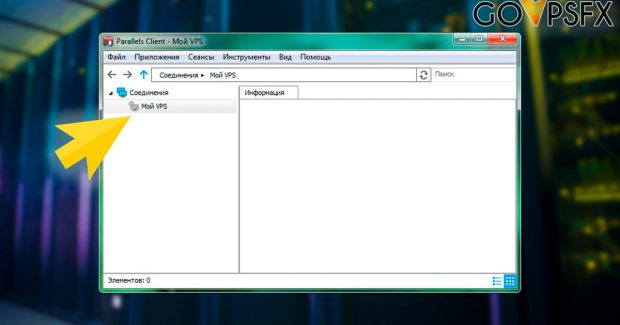 GOVPSFX
Parallels Client - Мой VPS
Файл Приложения Сеансы Инструменты Вид Помощь
Соединения ▸ Мой VPS
Поиск
Соединения
Мой VPS
Информация
Элементов: 0